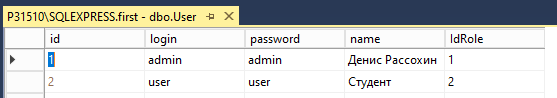 P31510\SQLEXPRESS.first - dbo.User
id login password name IdRole
1 admin admin Денис Рассохин 1
2 user user Студент 2